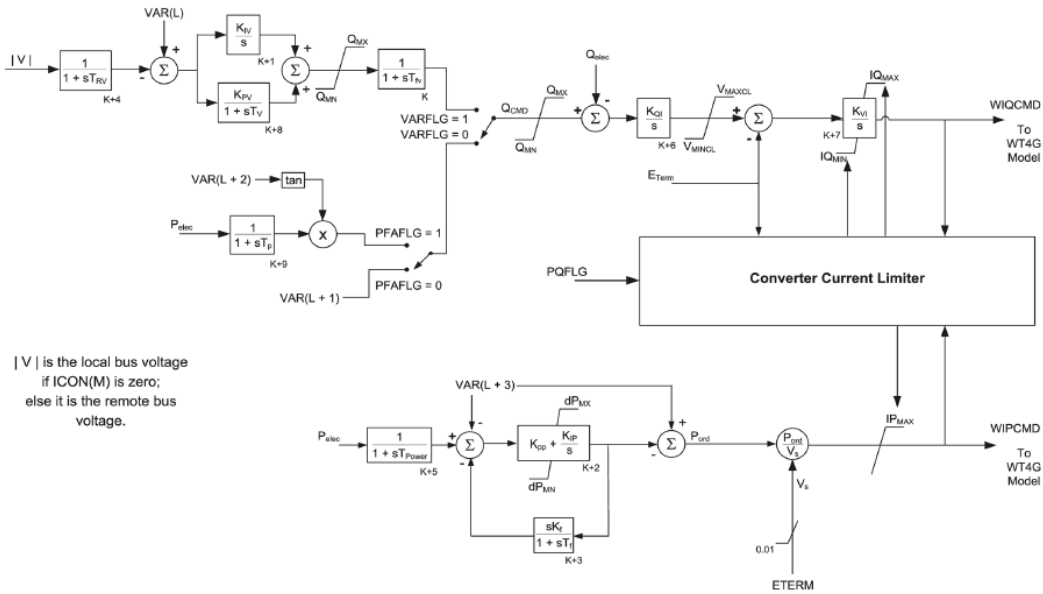 VAR(L)
| V |
1
1 + sT_RV
K+4
-
+
Σ
K_IV
s
K+1
K_PV
1 + sT_V
K+8
+
+
Σ
Q_MX
Q_MN
1
1 + sT_fv
K
VARFLG = 1
VARFLG = 0
Q_CMD
Q_MX
Q_MN
Q_elec
+
-
Σ
K_QI
s
K+6
V_MAXCL
V_MINCL
+
-
Σ
K_VI
s
K+7
IQ_MAX
IQ_MIN
WIQCMD
To
WT4G
Model
E_Term
VAR(L + 2)
tan
P_elec
1
1 + sT_p
K+9
X
PFAFLG = 1
PFAFLG = 0
VAR(L + 1)
PQFLG
Converter Current Limiter
| V | is the local bus voltage
if ICON(M) is zero;
else it is the remote bus
voltage.
VAR(L + 3)
P_elec
1
1 + sT_Power
K+5
+
-
-
Σ
dP_MX
K_pp + K_IP
s
K+2
dP_MN
sK_f
1 + sT_f
K+3
+
-
Σ
P_ord
P_ord
V_s
V_s
0.01
ETERM
IP_MAX
WIPCMD
To
WT4G
Model